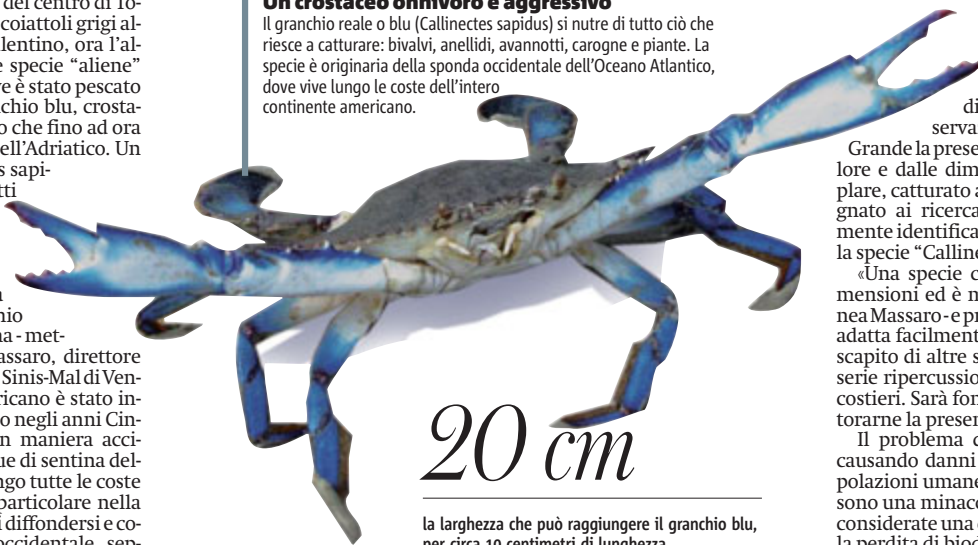 del centro di To-
coiattoli grigi al-
lentino, ora l'al-
e specie “aliene”
e è stato pescato
chio blu, crosta-
o che fino ad ora
ell'Adriatico. Un
s sapi-
tti
nio
na - met-
assaro, direttore
Sinis-Mal di Ven-
ricano è stato in-
o negli anni Cin-
n maniera acci-
ue di sentina del-
ngo tutte le coste
particolare nella
i diffondersi e co-
occidentale, sep-
Un crostaceo onnivoro e aggressivo
Il granchio reale o blu (Callinectes sapidus) si nutre di tutto ciò che
riesce a catturare: bivalvi, anellidi, avannotti, carogne e piante. La
specie è originaria della sponda occidentale dell'Oceano Atlantico,
dove vive lungo le coste dell'intero
continente americano.
20 cm
la larghezza che può raggiungere il granchio blu,
per circa 10 centimetri di lunghezza
di
serva
Grande la prese
lore e dalle dim
plare, catturato a
gnato ai ricerca
mente identifica
la specie “Calline
«Una specie c
mensioni ed è m
nea Massaro - e pr
adatta facilment
scapito di altre s
serie ripercussio
costieri. Sarà fon
torarne la presen
Il problema d
causando danni
polazioni umane
sono una minacc
considerate una
la perdita di biod